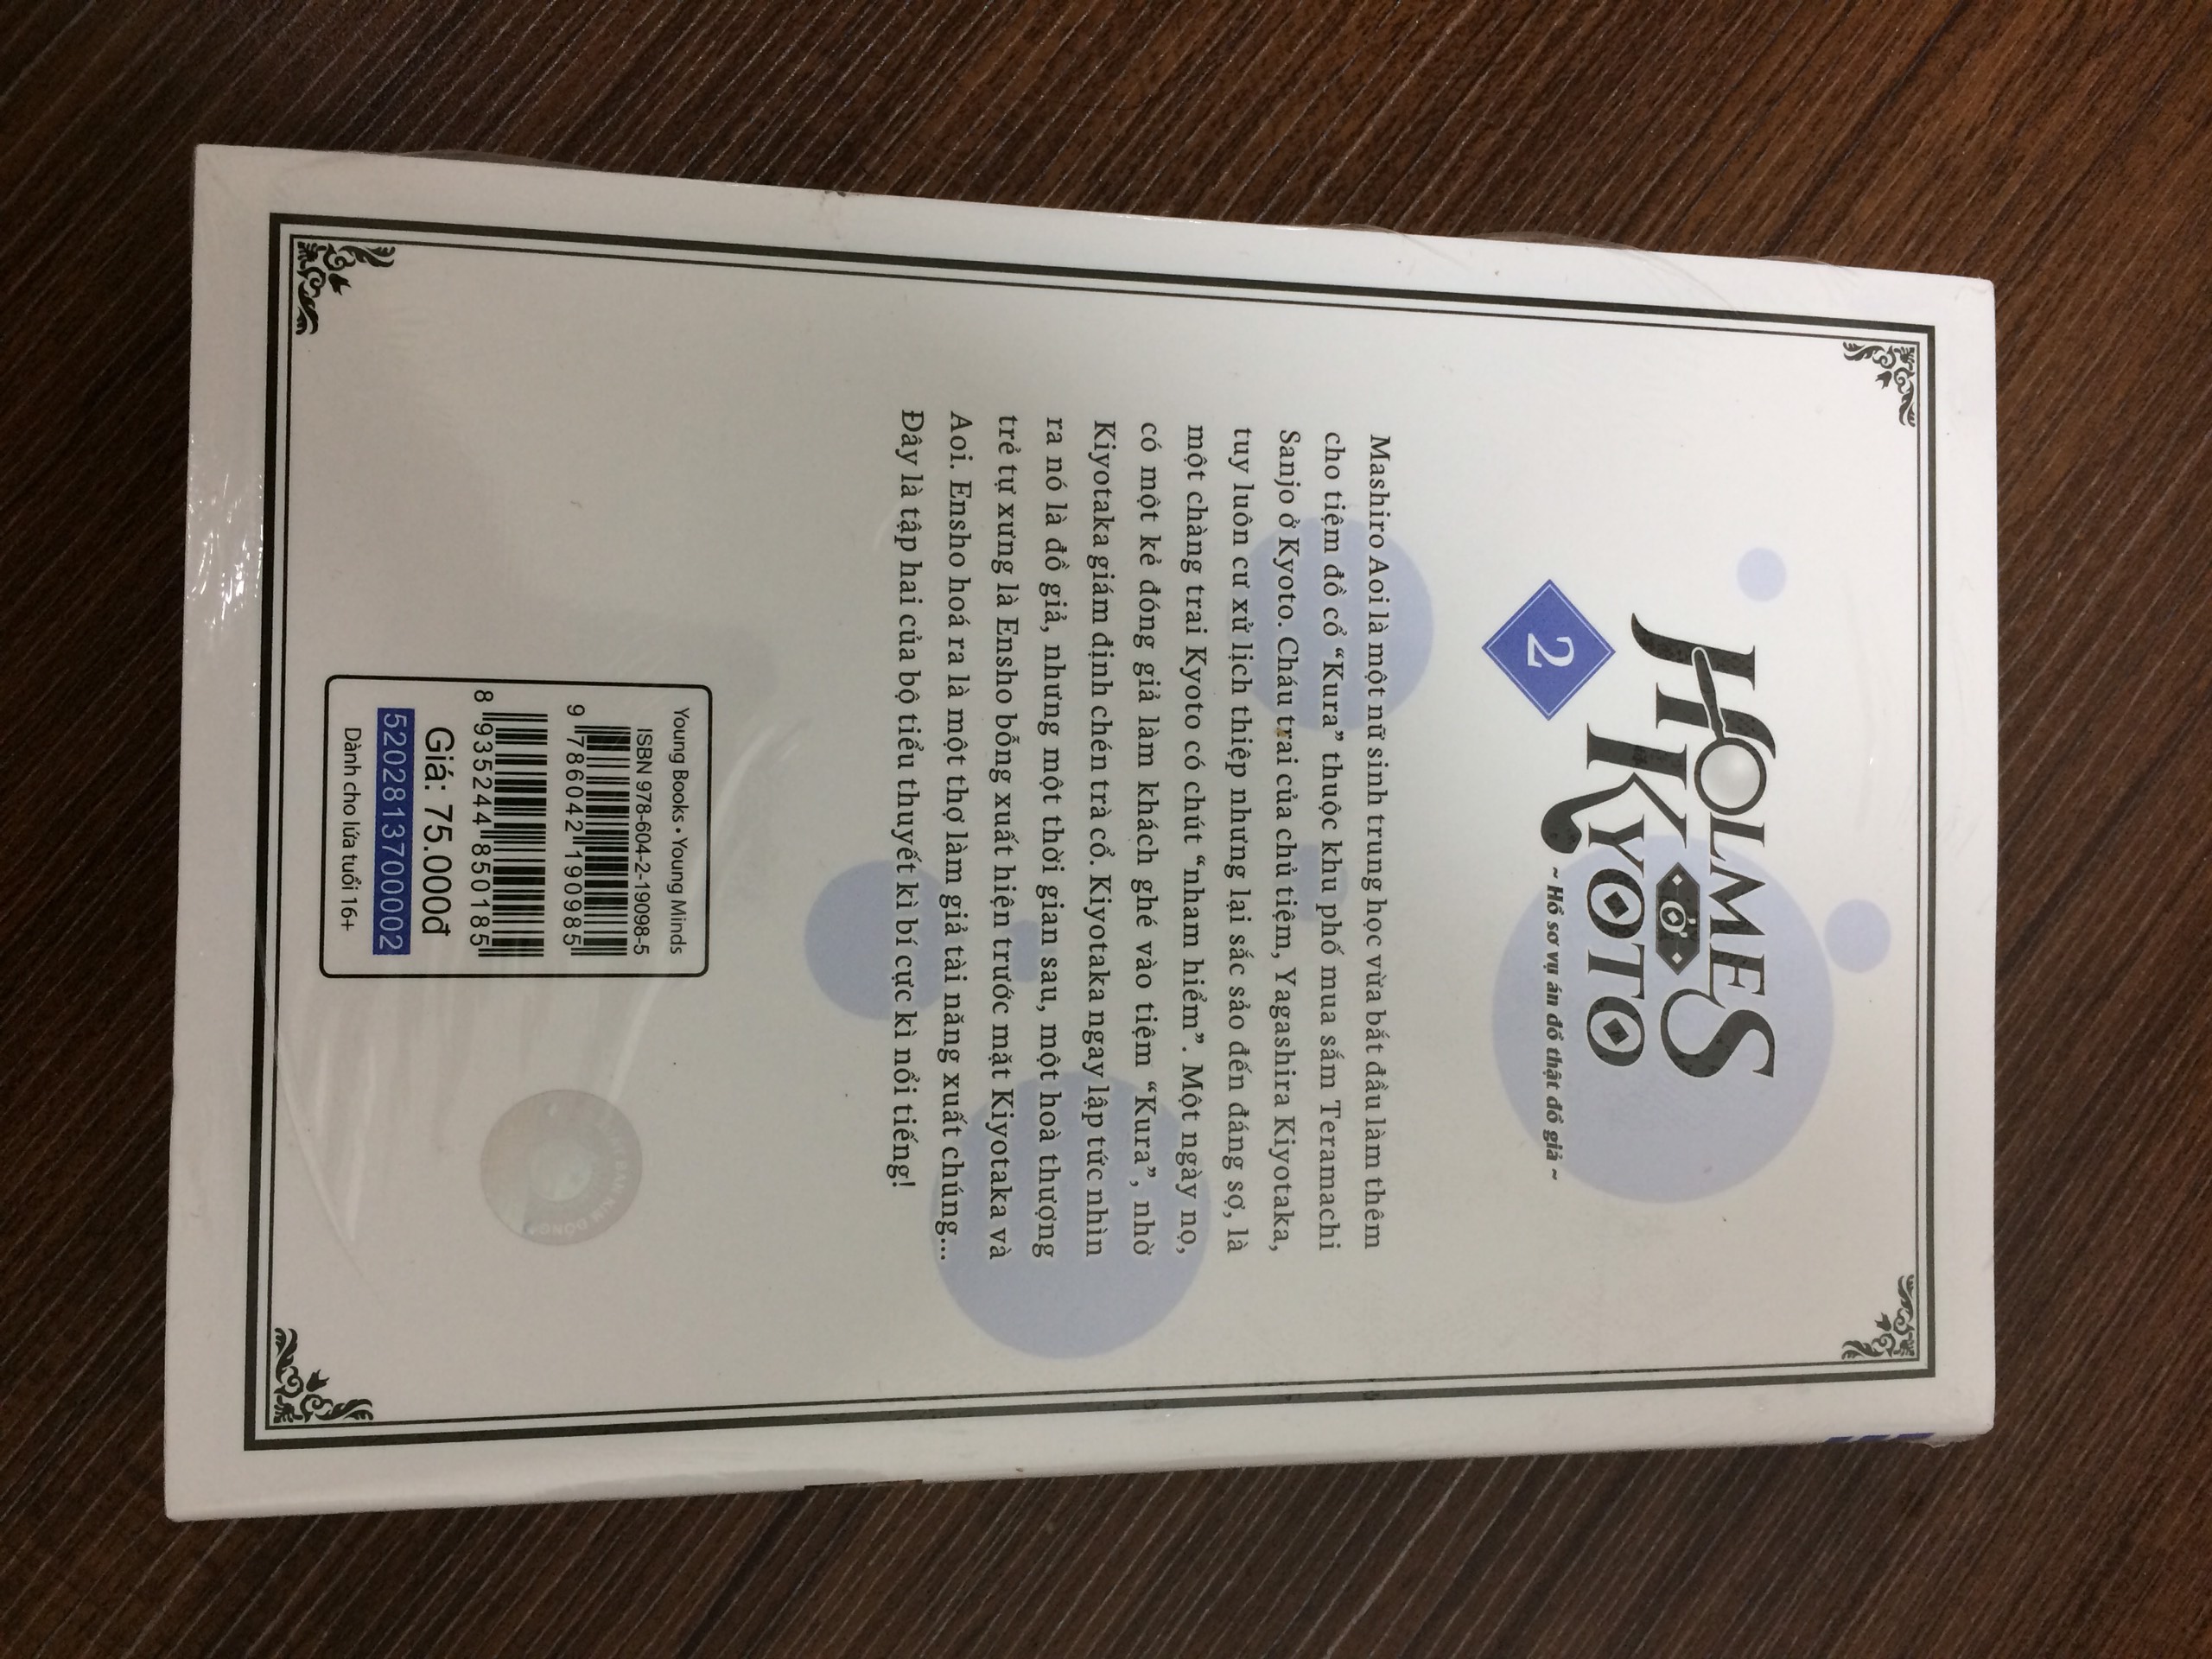 HOLMES
Ở
KYOTO
~ Hồ sơ vụ án đồ thật đồ giả ~
2
Mashiro Aoi là một nữ sinh trung học vừa bắt đầu làm thêm
cho tiệm đồ cổ “Kura” thuộc khu phố mua sắm Teramachi
Sanjo ở Kyoto. Cháu trai của chủ tiệm, Yagashira Kiyotaka,
tuy luôn cư xử lịch thiệp nhưng lại sắc sảo đến đáng sợ, là
một chàng trai Kyoto có chút “nham hiểm”. Một ngày nọ,
có một kẻ đóng giả làm khách ghé vào tiệm “Kura”, nhờ
Kiyotaka giám định chén trà cổ. Kiyotaka ngay lập tức nhìn
ra nó là đồ giả, nhưng một thời gian sau, một hoà thượng
trẻ tự xưng là Ensho bỗng xuất hiện trước mặt Kiyotaka và
Aoi. Ensho hoá ra là một thợ làm giả tài năng xuất chúng...
Đây là tập hai của bộ tiểu thuyết kì bí cực kì nổi tiếng!
Young Books • Young Minds
ISBN 978-604-2-19098-5
9 786042 190985
8 935244 850185
Giá: 75.000đ
5202813700002
Dành cho lứa tuổi 16+
KIM ĐỒNG